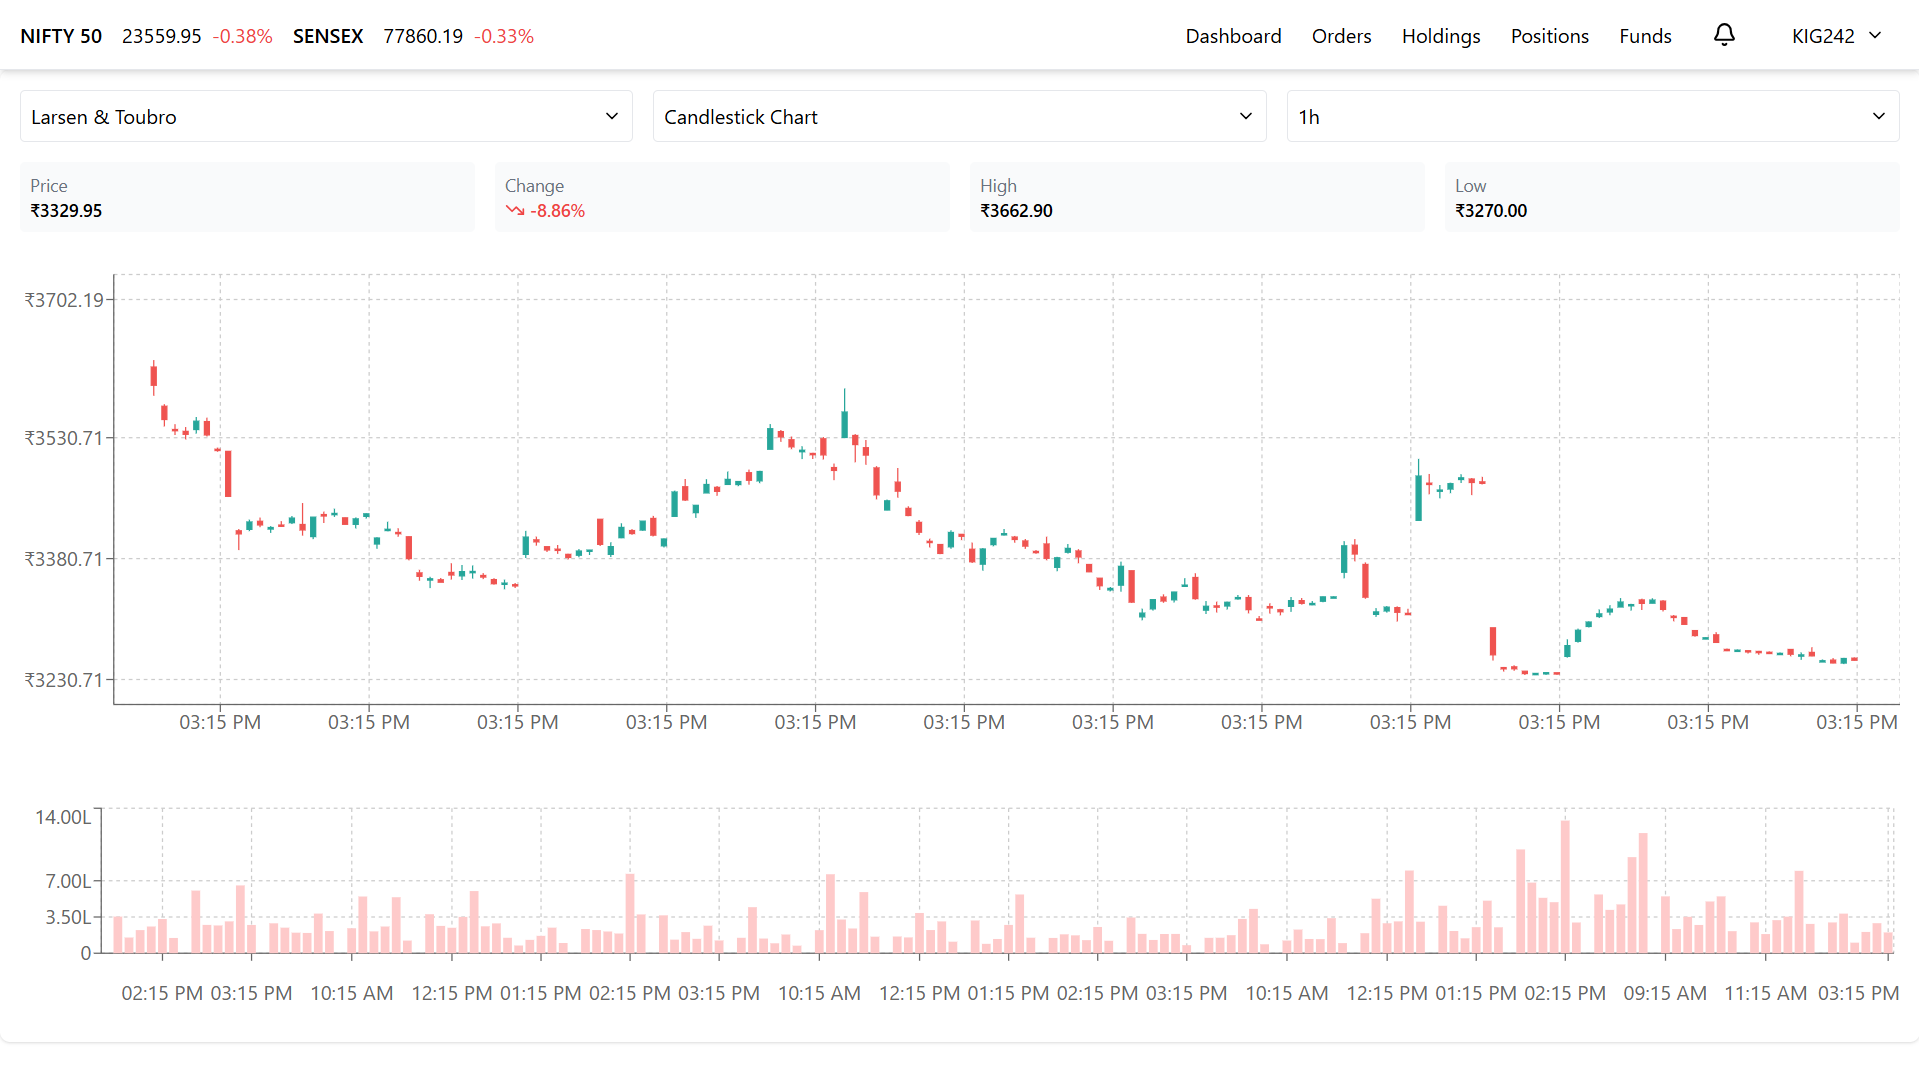 NIFTY 50 23559.95 -0.38% SENSEX 77860.19 -0.33% Dashboard Orders Holdings Positions Funds KIG242
Larsen & Toubro Candlestick Chart 1h
Price Change High Low
₹3329.95 -8.86% ₹3662.90 ₹3270.00
₹3702.19
₹3530.71
₹3380.71
₹3230.71
03:15 PM 03:15 PM 03:15 PM 03:15 PM 03:15 PM 03:15 PM 03:15 PM 03:15 PM 03:15 PM 03:15 PM 03:15 PM 03:15 PM
14.00L
7.00L
3.50L
0
02:15 PM 03:15 PM 10:15 AM 12:15 PM 01:15 PM 02:15 PM 03:15 PM 10:15 AM 12:15 PM 01:15 PM 02:15 PM 03:15 PM 10:15 AM 12:15 PM 01:15 PM 02:15 PM 09:15 AM 11:15 AM 03:15 PM